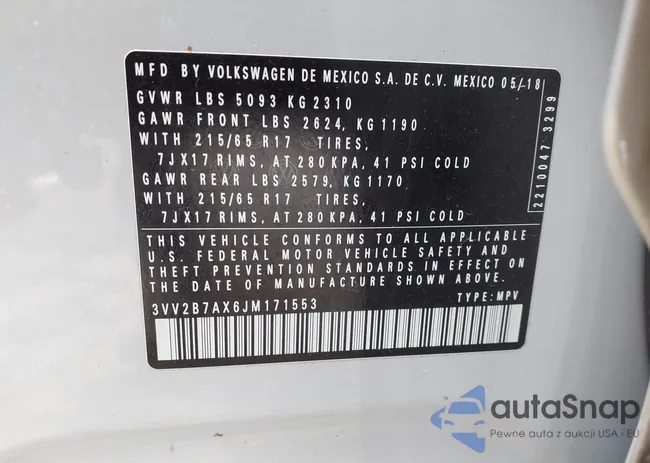 MFD BY VOLKSWAGEN DE MEXICO S.A. DE C.V. MEXICO 05/18
GVWR LBS 5093 KG 2310
GAWR FRONT LBS 2624, KG 1190
WITH 215/65 R17 TIRES,
7JX17 RIMS, AT 280 KPA, 41 PSI COLD
GAWR REAR LBS 2579, KG 1170
WITH 215/65 R17 TIRES,
7JX17 RIMS, AT 280 KPA, 41 PSI COLD
THIS VEHICLE CONFORMS TO ALL APPLICABLE
U.S. FEDERAL MOTOR VEHICLE SAFETY AND
THEFT PREVENTION STANDARDS IN EFFECT ON
THE DATE OF MANUFACTURE SHOWN ABOVE.
3VV2B7AX6JM171553 TYPE: MPV
2210047 3299
autaSnap
Pewne auta z aukcji USA i EU